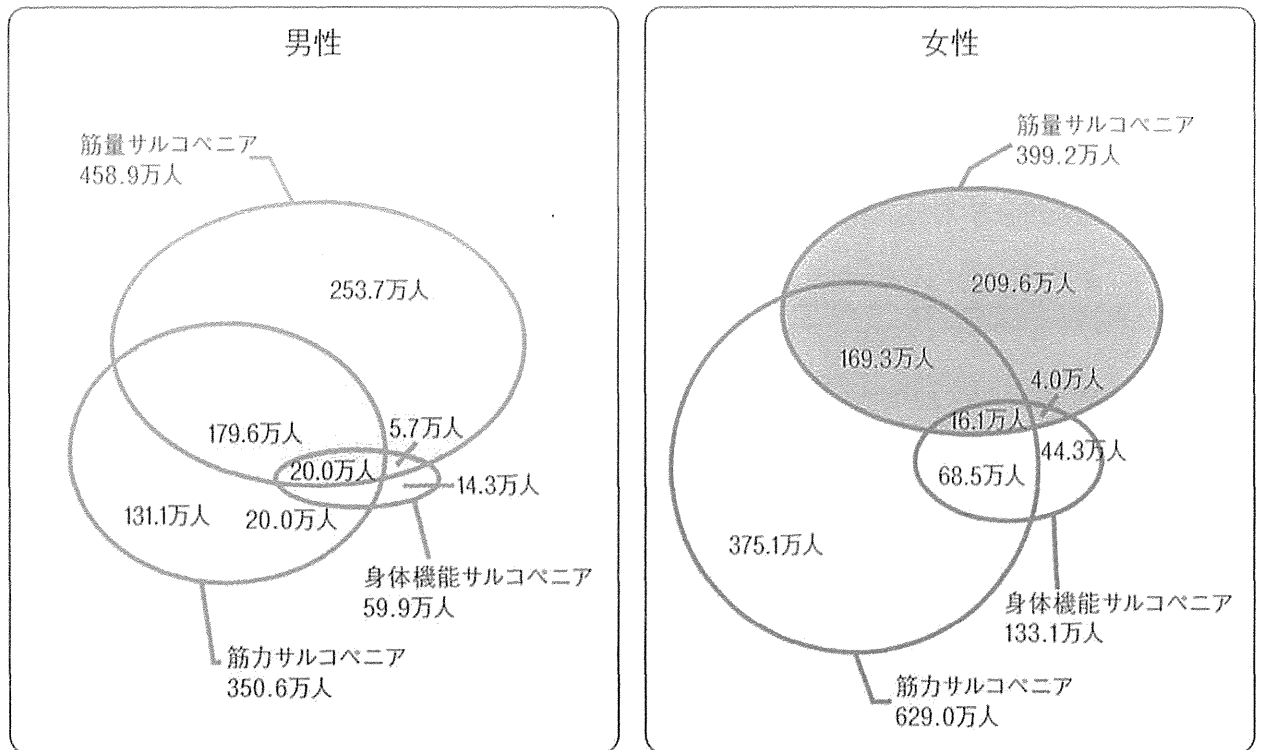 男性
筋量サルコペニア
458.9万人
253.7万人
179.6万人
5.7万人
20.0万人
14.3万人
131.1万人
20.0万人
身体機能サルコペニア
59.9万人
筋力サルコペニア
350.6万人
女性
筋量サルコペニア
399.2万人
209.6万人
169.3万人
4.0万人
16.1万人
44.3万人
68.5万人
375.1万人
身体機能サルコペニア
133.1万人
筋力サルコペニア
629.0万人